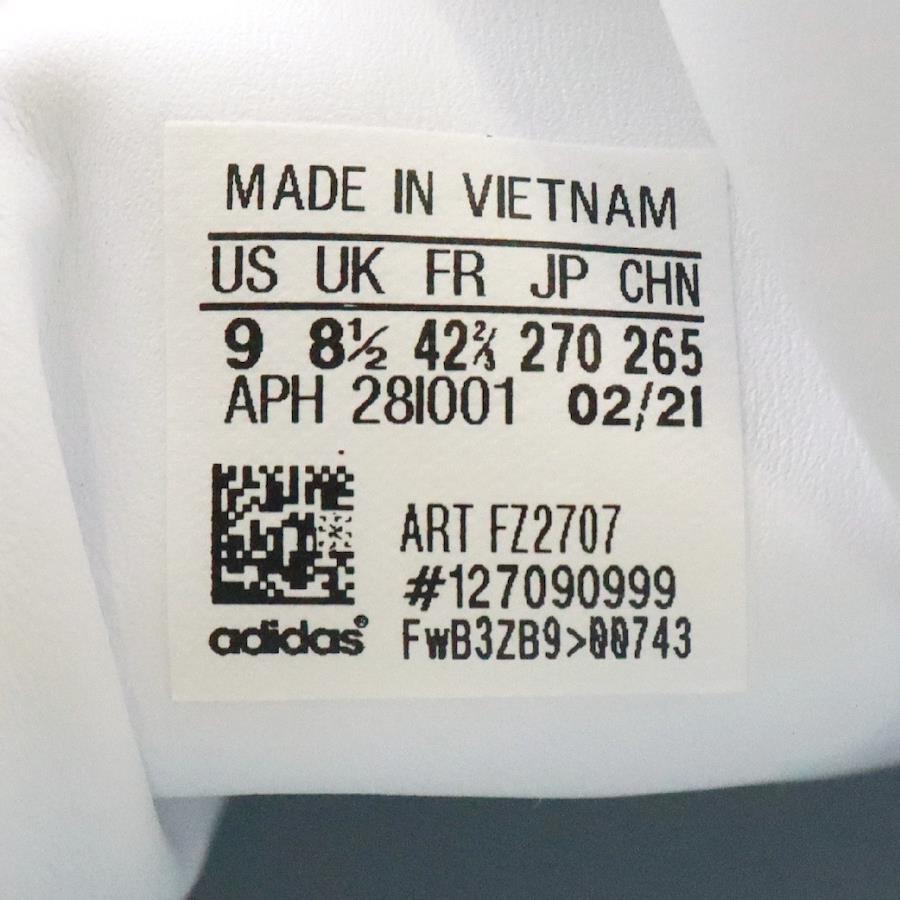 MADE IN VIETNAM
US UK FR JP CHN
9 8½ 42⅔ 270 265
APH 28I001 02/21
ART FZ2707
#127090999
adidas® FwB3ZB9>00743